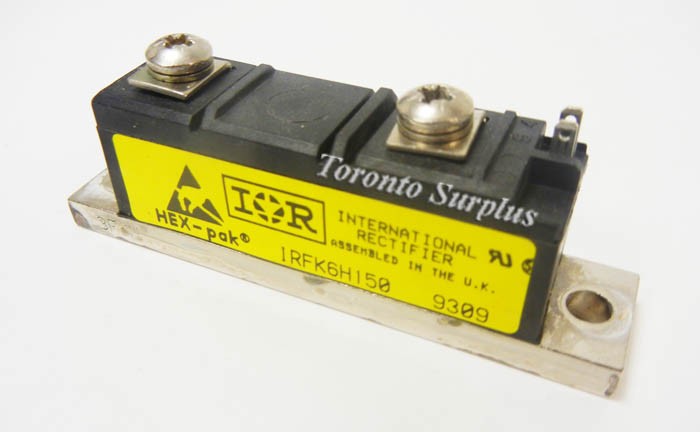 Toronto Surplus
IOR
HEX-pak®
INTERNATIONAL
RECTIFIER
ASSEMBLED IN THE U.K.
IRFK6H150
9309